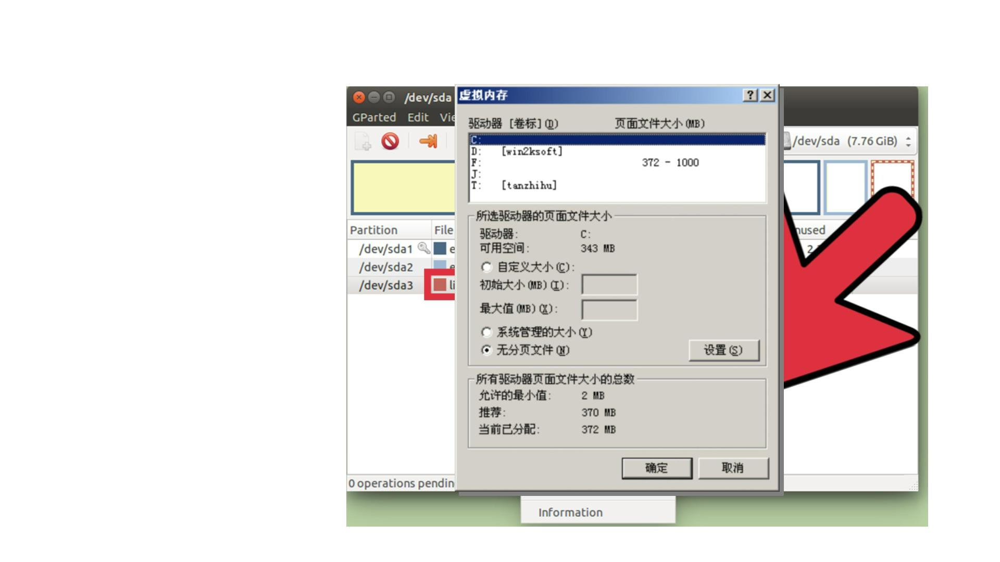 /dev/sda
GParted Edit
/dev/sda (7.76 GiB)
Partition File
/dev/sda1
/dev/sda2
/dev/sda3
0 operations
Information
虚拟内存
驱动器 [卷标](D) 页面文件大小(MB)
C:
D: [win2ksoft]
F: 372 - 1000
J:
T: [tanzhihu]
所选驱动器的页面文件大小
驱动器: C:
可用空间: 343 MB
自定义大小(C):
初始大小(MB)(I):
最大值(MB)(X):
系统管理的大小(Y)
无分页文件(N) 设置(S)
所有驱动器页面文件大小的总数
允许的最小值: 2 MB
推荐: 370 MB
当前已分配: 372 MB
确定 取消